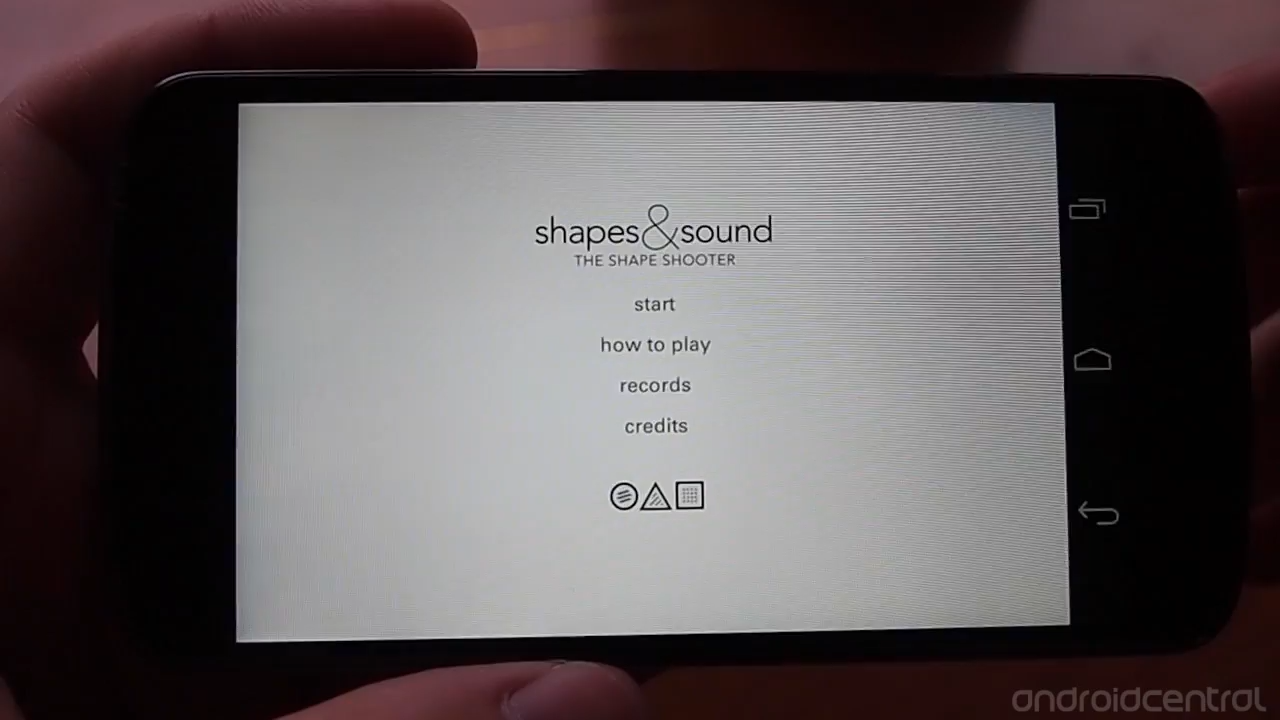 shapes&sound
THE SHAPE SHOOTER
start
how to play
records
credits
androidcentral